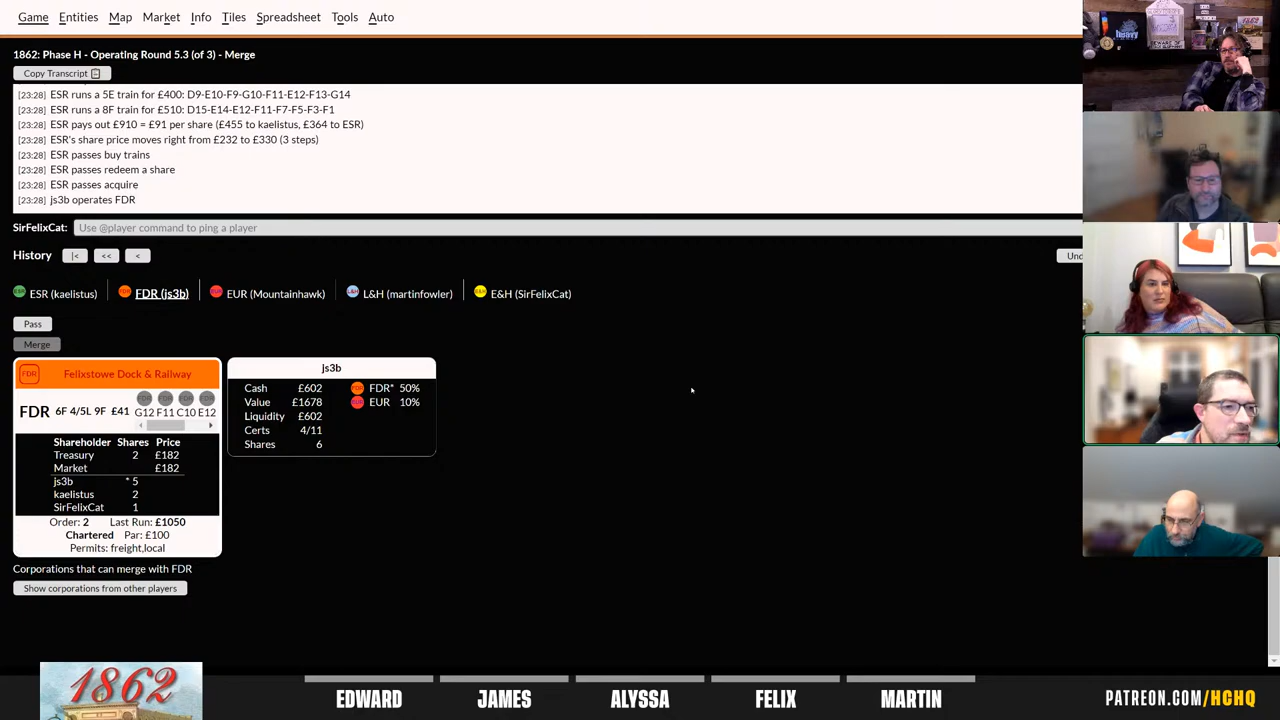 Game Entities Map Market Info Tiles Spreadsheet Tools Auto
1862: Phase H - Operating Round 5.3 (of 3) - Merge
Copy Transcript
[23:28] ESR runs a 5E train for £400: D9-E10-F9-G10-F11-E12-F13-G14
[23:28] ESR runs a 8F train for £510: D15-E14-E12-F11-F7-F5-F3-F1
[23:28] ESR pays out £910 = £91 per share (£455 to kaelistus, £364 to ESR)
[23:28] ESR's share price moves right from £232 to £330 (3 steps)
[23:28] ESR passes buy trains
[23:28] ESR passes redeem a share
[23:28] ESR passes acquire
[23:28] js3b operates FDR
SirFelixCat: Use @player command to ping a player
History |< << < Und
ESR (kaelistus) FDR (js3b) EUR (Mountainhawk) L&H (martinfowler) E&H (SirFelixCat)
Pass
Merge
FDR Felixstowe Dock & Railway
FDR 6F 4/5L 9F £41 G12 F11 C10 E12
Shareholder Shares Price
Treasury 2 £182
Market £182
js3b * 5
kaelistus 2
SirFelixCat 1
Order: 2 Last Run: £1050
Chartered Par: £100
Permits: freight,local
js3b
Cash £602 FDR* 50%
Value £1678 EUR 10%
Liquidity £602
Certs 4/11
Shares 6
Corporations that can merge with FDR
Show corporations from other players
1862
EDWARD JAMES ALYSSA FELIX MARTIN
PATREON.COM/HCHQ